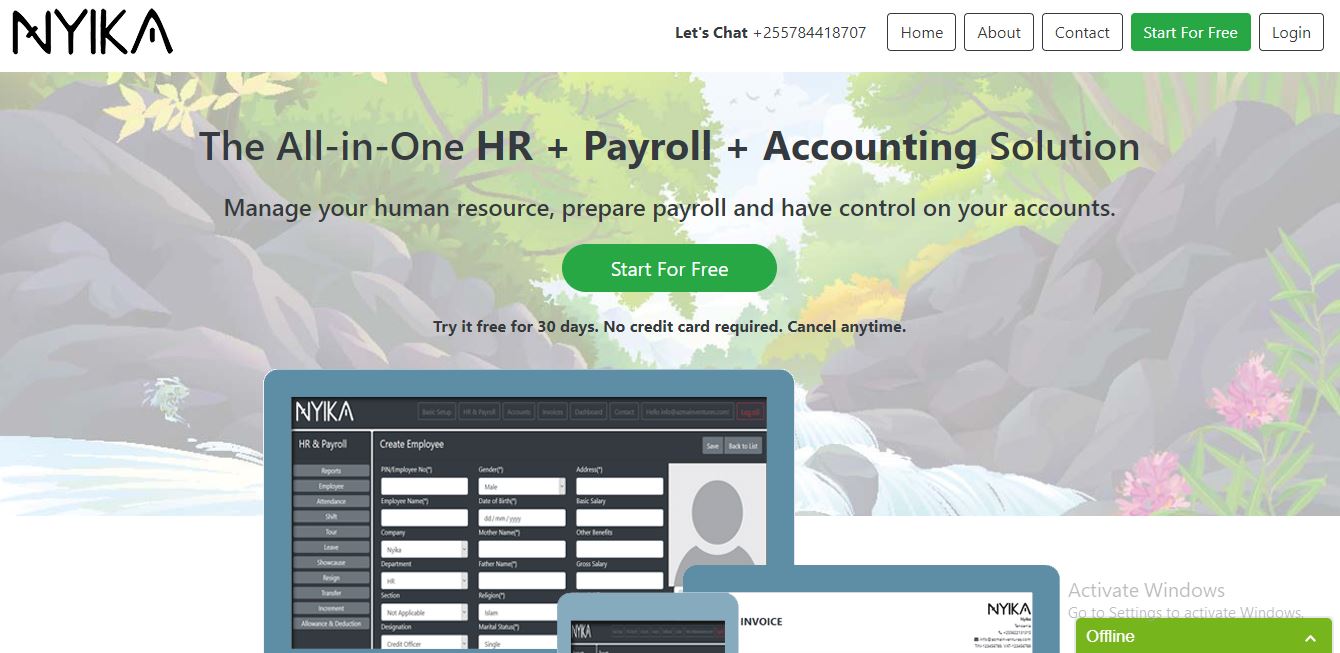 NYIKA
Let's Chat +255784418707
Home
About
Contact
Start For Free
Login
The All-in-One HR + Payroll + Accounting Solution
Manage your human resource, prepare payroll and have control on your accounts.
Start For Free
Try it free for 30 days. No credit card required. Cancel anytime.
NYIKA
Basic Setup
HR & Payroll
Accounts
Invoices
Dashboard
Contact
Hello info@azmainventures.com!
Log off
HR & Payroll
Create Employee
Save
Back to List
Reports
Employee
Attendance
Shift
Tour
Leave
Showcause
Resign
Transfer
Increment
Allowance & Deduction
PIN/Employee No(*)
Gender(*)
Address(*)
Male
Employee Name(*)
Date of Birth(*)
Basic Salary
dd / mm / yyyy
Company
Mother Name(*)
Other Benefits
Nyika
Department
Father Name(*)
Gross Salary
HR
Section
Religion(*)
Not Applicable
Islam
Designation
Marital Status(*)
Credit Officer
Single
NYIKA
INVOICE
NYIKA
Tanzania
Activate Windows
Go to Settings to activate Windows.
Offline